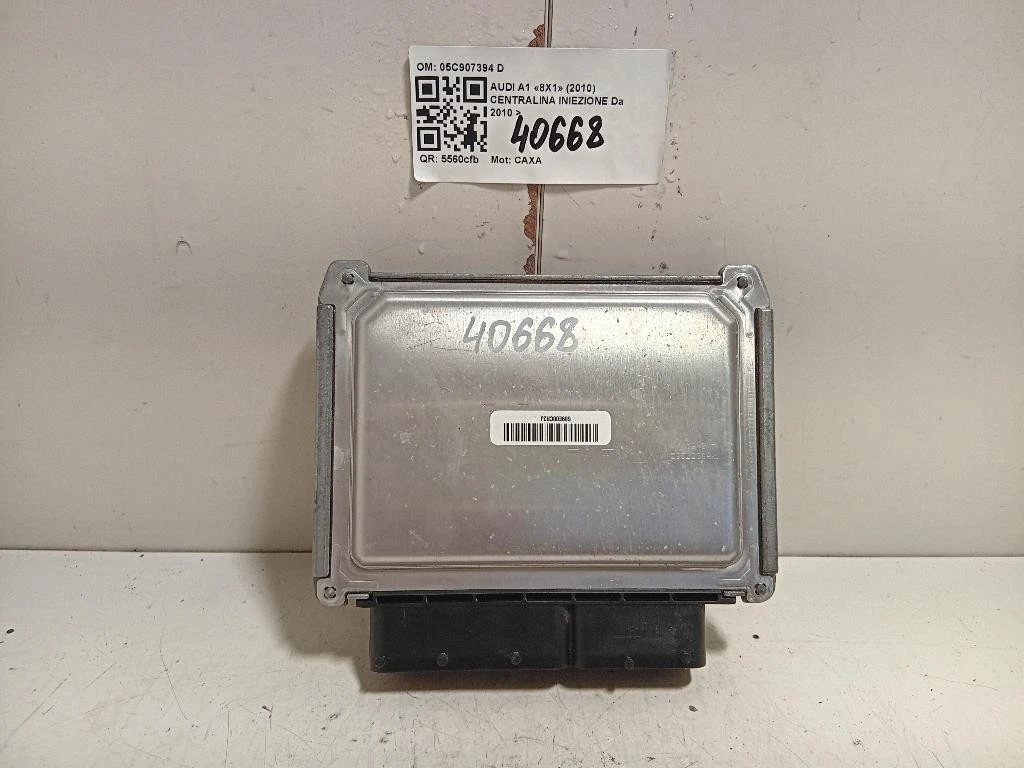 OM: 05C907394 D
AUDI A1 «8X1» (2010)
CENTRALINA INIEZIONE Da
2010 >
40668
QR: 5560cfb Mot: CAXA
40668